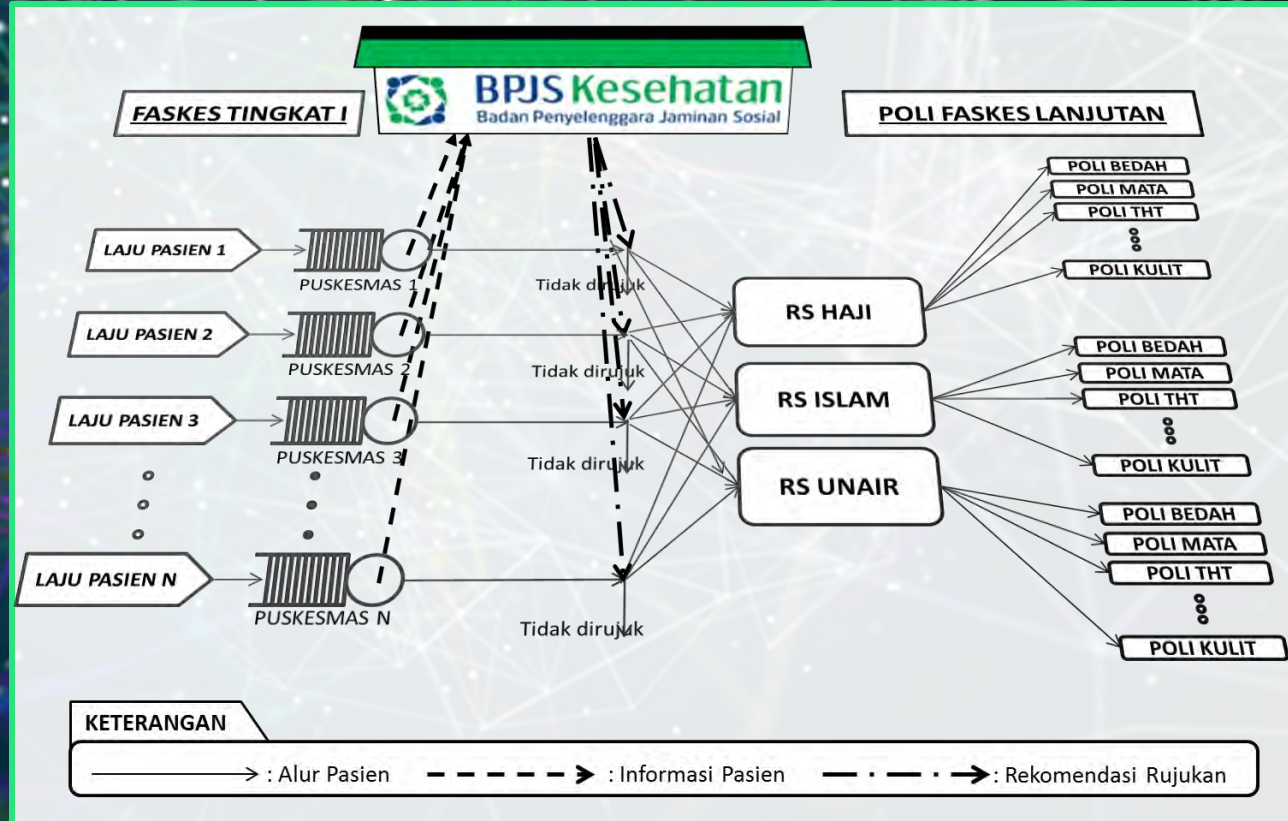 BPJS Kesehatan
Badan Penyelenggara Jaminan Sosial
FASKES TINGKAT I
POLI FASKES LANJUTAN
LAJU PASIEN 1
PUSKESMAS 1
Tidak dirujuk
LAJU PASIEN 2
PUSKESMAS 2
Tidak dirujuk
LAJU PASIEN 3
PUSKESMAS 3
Tidak dirujuk
LAJU PASIEN N
PUSKESMAS N
Tidak dirujuk
RS HAJI
RS ISLAM
RS UNAIR
POLI BEDAH
POLI MATA
POLI THT
POLI KULIT
POLI BEDAH
POLI MATA
POLI THT
POLI KULIT
POLI BEDAH
POLI MATA
POLI THT
POLI KULIT
KETERANGAN
: Alur Pasien
: Informasi Pasien
: Rekomendasi Rujukan